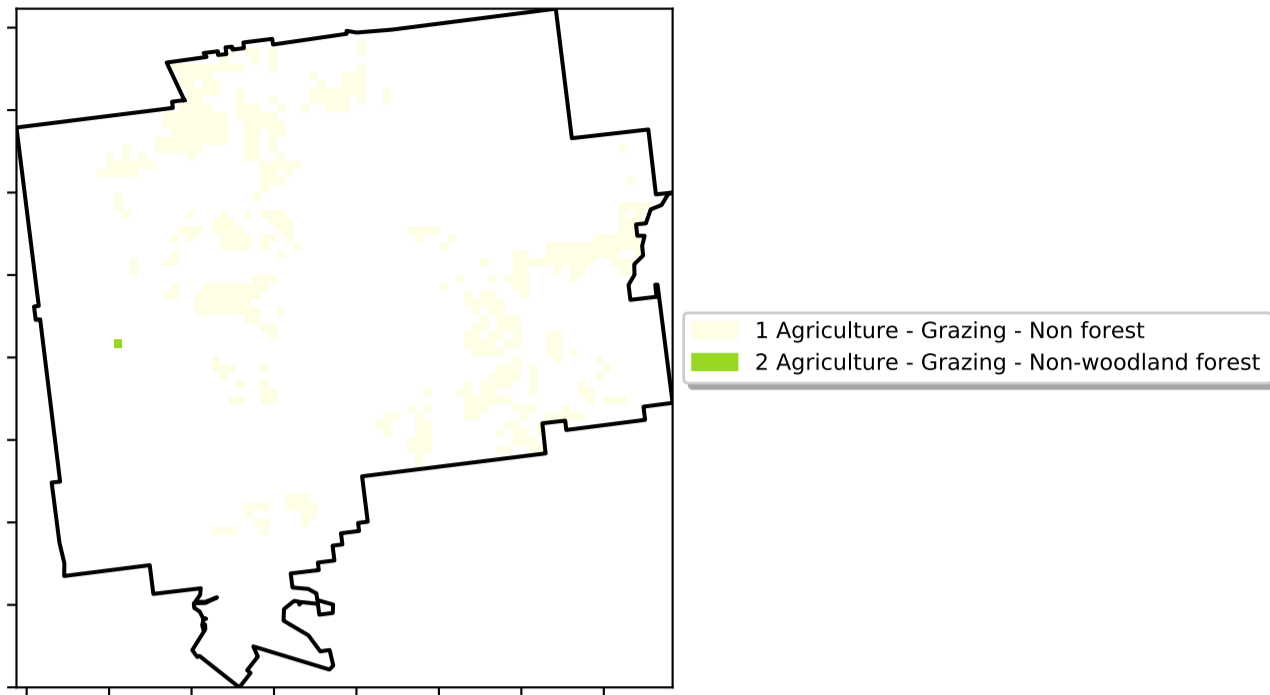 1 Agriculture - Grazing - Non forest
2 Agriculture - Grazing - Non-woodland forest